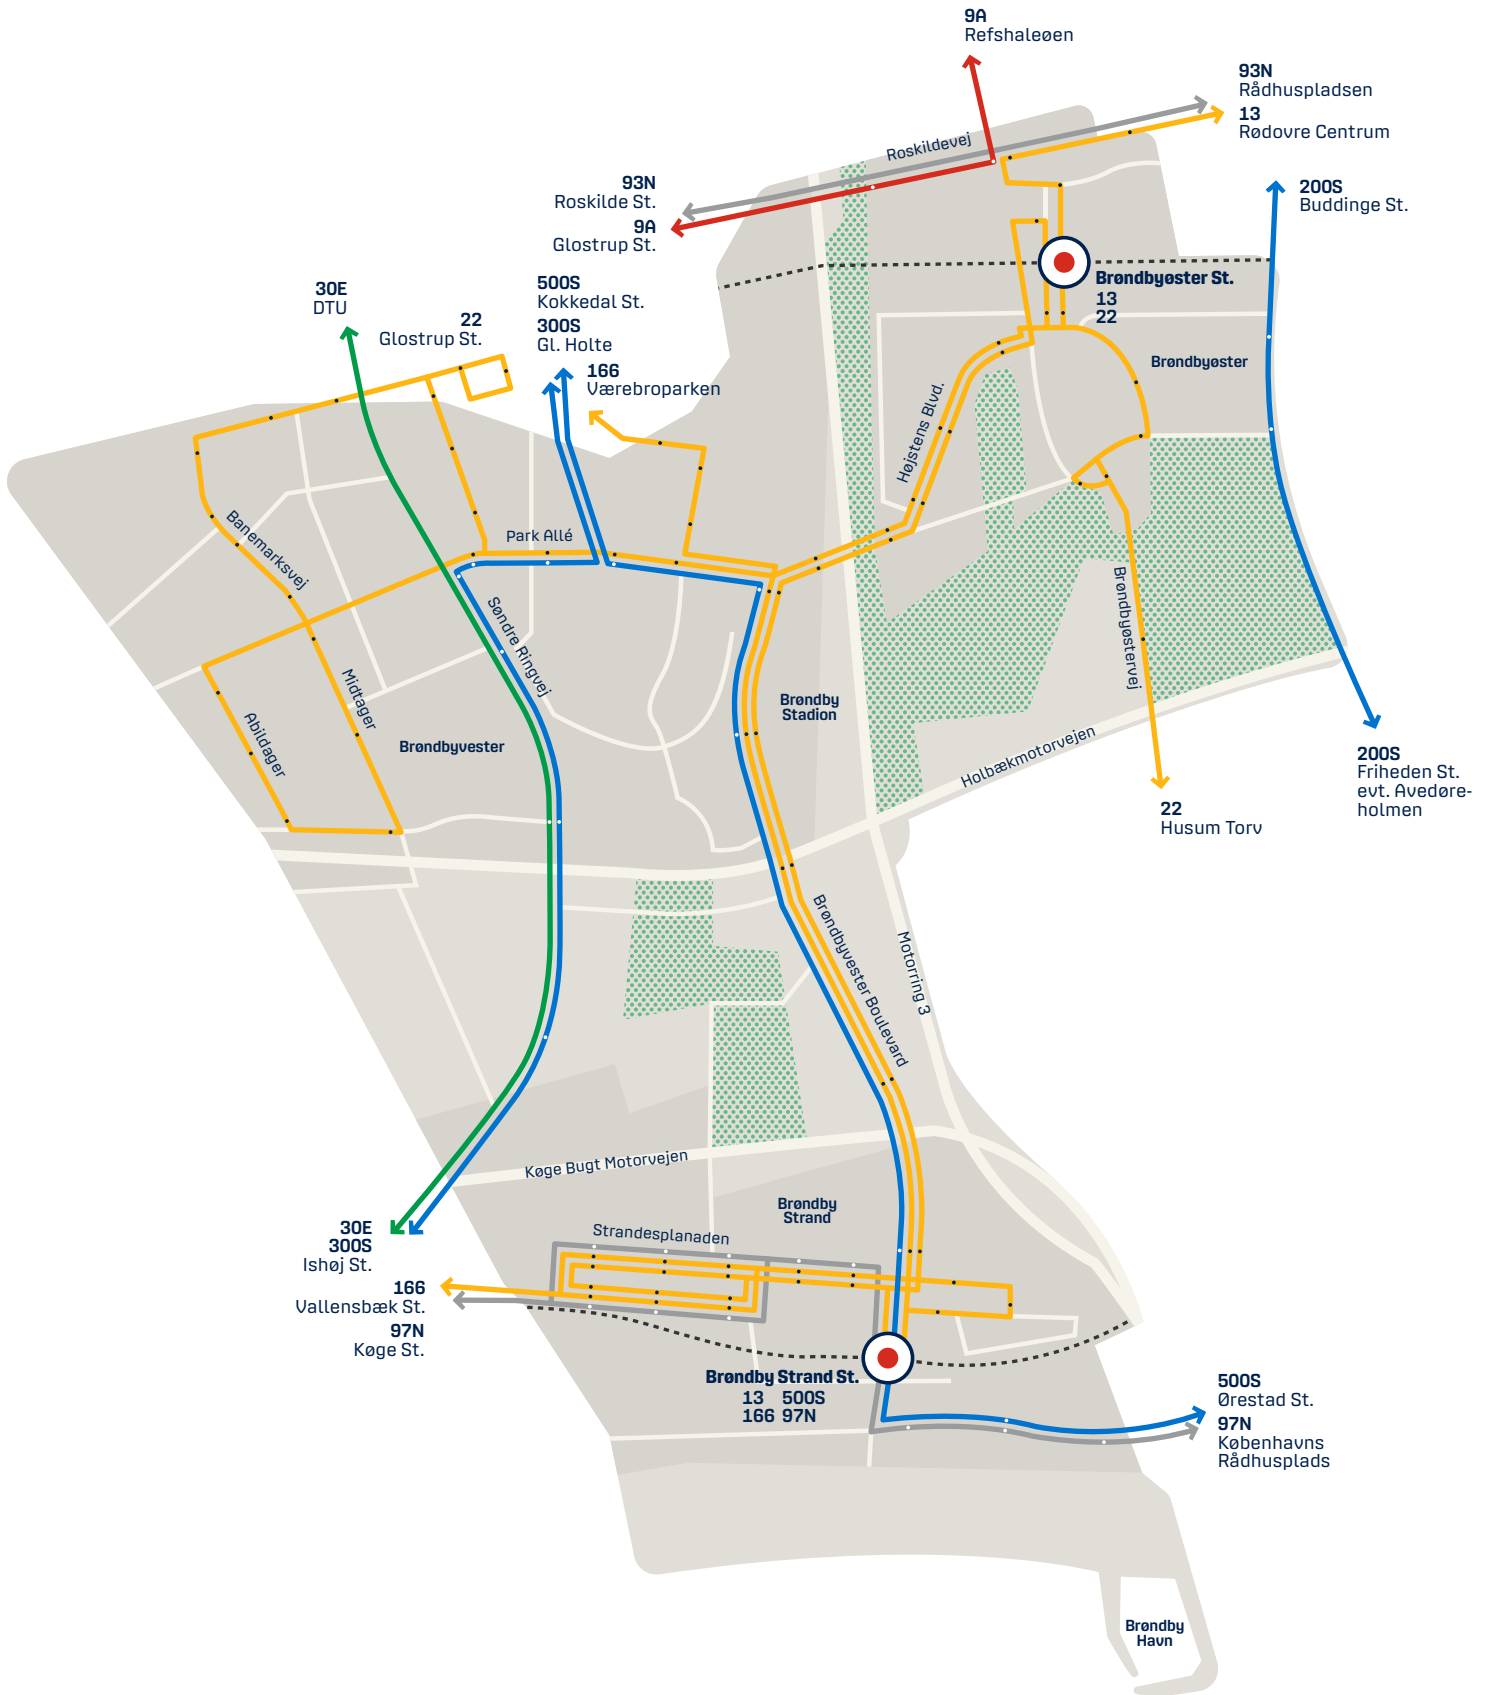 9A
Refshaleøen
93N
Rådhuspladsen
13
Rødovre Centrum
Roskildevej
93N
Roskilde St.
9A
Glostrup St.
200S
Buddinge St.
500S
Kokkedal St.
300S
Gl. Holte
166
Værebroparken
30E
DTU
22
Glostrup St.
Brøndbyøster St.
13
22
Brøndbyøster
Højstens Blvd.
Banemarksvej
Park Allé
Søndre Ringvej
Brøndbyøstervej
Midtager
Abildager
Brøndbyvester
Brøndby
Stadion
Holbækmotorvejen
200S
Friheden St.
evt. Avedøre-
holmen
22
Husum Torv
Brøndbyvester Boulevard
Motorring 3
Køge Bugt Motorvejen
Brøndby
Strand
Strandesplanaden
30E
300S
Ishøj St.
166
Vallensbæk St.
97N
Køge St.
Brøndby Strand St.
13 500S
166 97N
500S
Ørestad St.
97N
Københavns
Rådhusplads
Brøndby
Havn